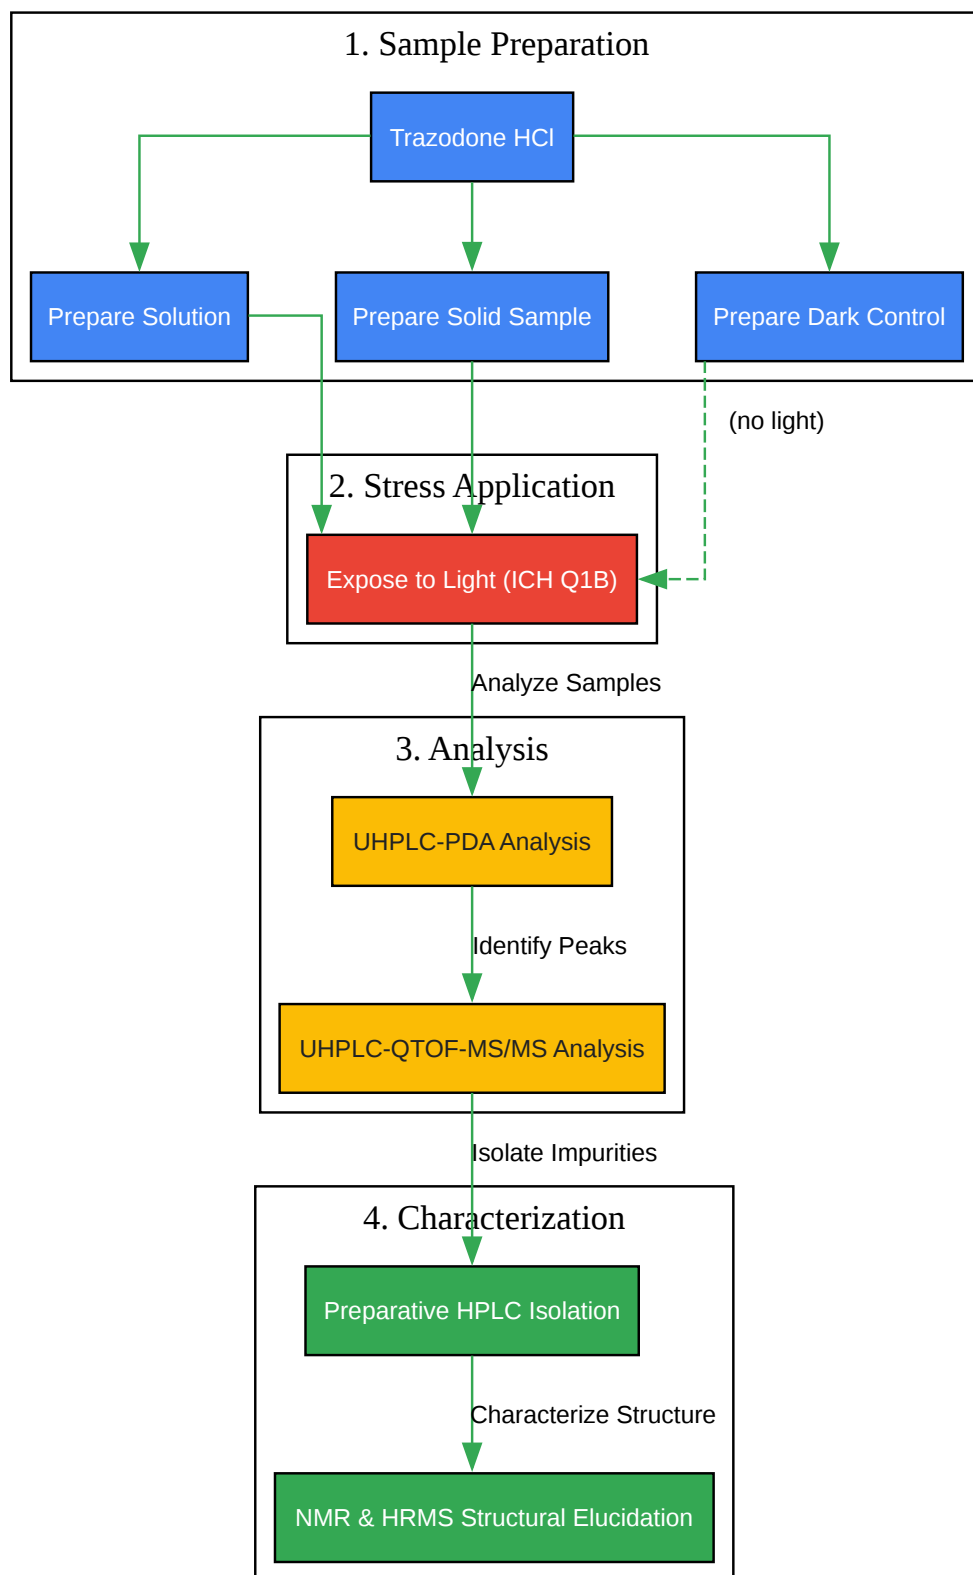 1. Sample Preparation
Trazodone HCl
Prepare Solution
Prepare Solid Sample
Prepare Dark Control
(no light)
2. Stress Application
Expose to Light (ICH Q1B)
Analyze Samples
3. Analysis
UHPLC-PDA Analysis
Identify Peaks
UHPLC-QTOF-MS/MS Analysis
Isolate Impurities
4. Characterization
Preparative HPLC Isolation
Characterize Structure
NMR & HRMS Structural Elucidation